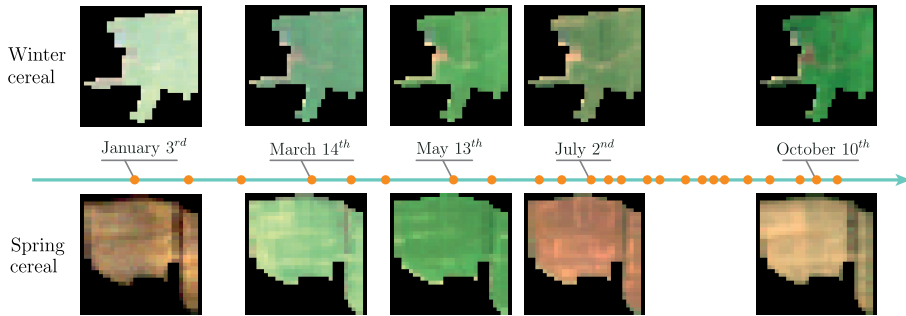 Winter
cereal
January 3rd
March 14th
May 13th
July 2nd
October 10th
Spring
cereal